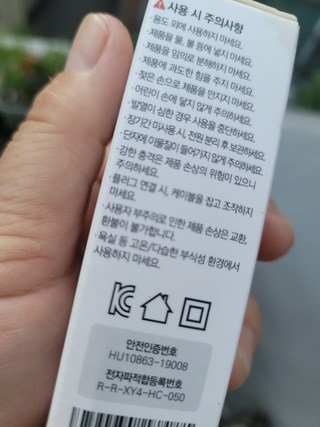 ⚠사용 시 주의사항
· 용도 외에 사용하지 마세요.
· 제품을 물, 불 등에 넣지 마세요.
· 제품을 임의로 분해하지 마세요.
· 제품에 과도한 힘을 주지 마세요.
· 젖은 손으로 제품을 만지지 마세요.
· 어린이 손에 닿지 않게 주의하세요.
· 발열이 심한 경우 사용을 중단하세요.
· 장기간 미사용 시, 전원 분리 후 보관하세요.
· 단자에 이물질이 들어가지 않게 주의하세요.
· 강한 충격은 제품 손상의 위험이 있으니
주의하세요.
· 플러그 연결 시, 케이블을 잡고 조작하지
마세요.
· 사용자 부주의로 인한 제품 손상은 교환,
환불이 불가합니다.
· 욕실 등 고온/다습한 부식성 환경에서
사용하지 마세요.
안전인증번호
HU10863-19008
전자파적합등록번호
R-R-XY4-HC-050